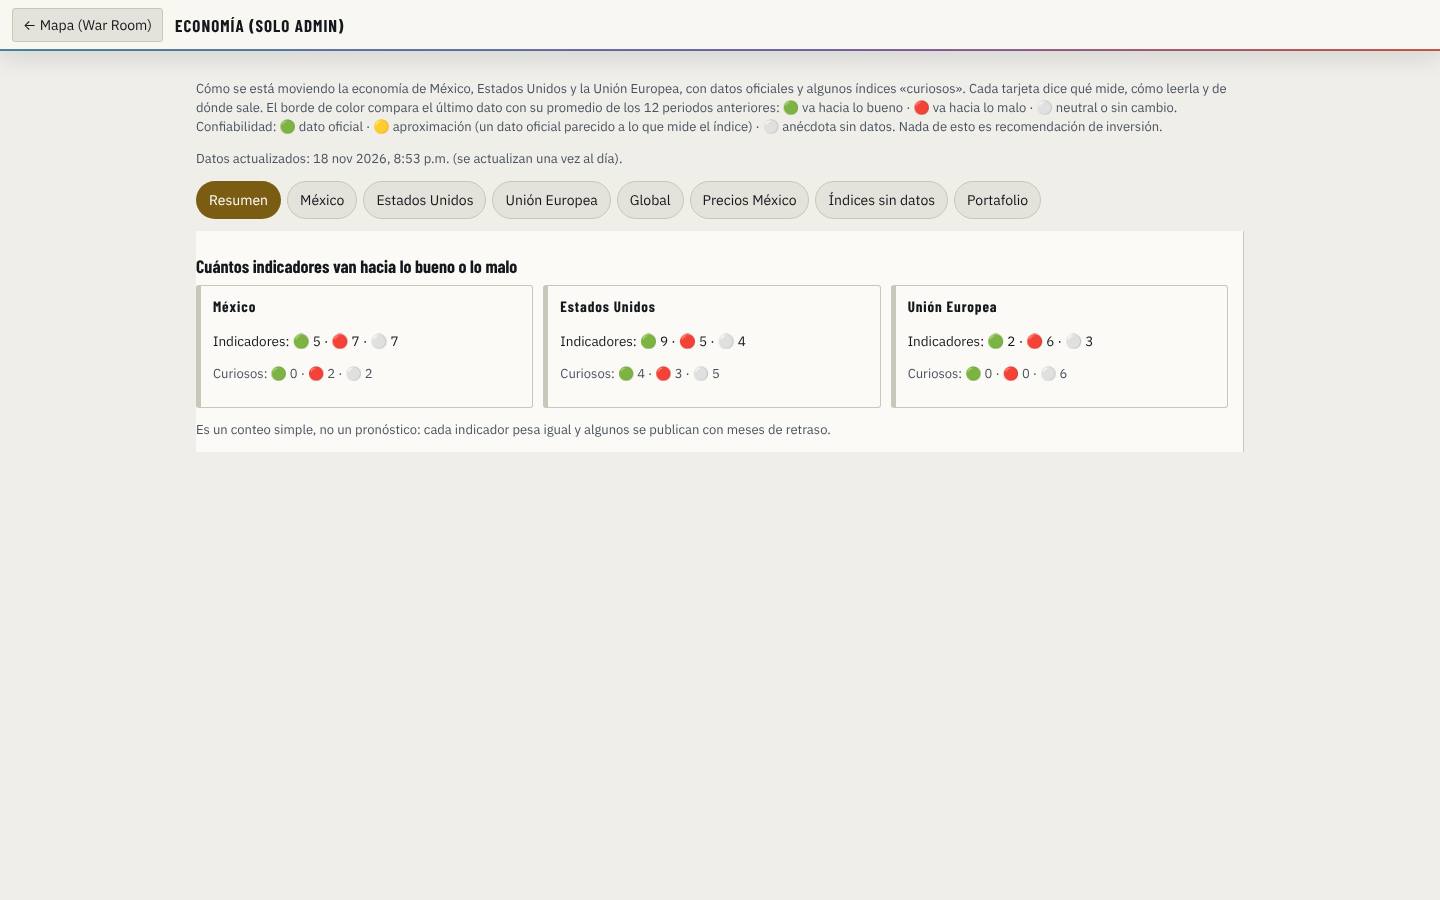 ← Mapa (War Room)
ECONOMÍA (SOLO ADMIN)
Cómo se está moviendo la economía de México, Estados Unidos y la Unión Europea, con datos oficiales y algunos índices «curiosos». Cada tarjeta dice qué mide, cómo leerla y de
dónde sale. El borde de color compara el último dato con su promedio de los 12 periodos anteriores: 🟢 va hacia lo bueno · 🔴 va hacia lo malo · ⚪ neutral o sin cambio.
Confiabilidad: 🟢 dato oficial · 🟡 aproximación (un dato oficial parecido a lo que mide el índice) · ⚪ anécdota sin datos. Nada de esto es recomendación de inversión.
Datos actualizados: 18 nov 2026, 8:53 p.m. (se actualizan una vez al día).
Resumen
México
Estados Unidos
Unión Europea
Global
Precios México
Índices sin datos
Portafolio
Cuántos indicadores van hacia lo bueno o lo malo
México
Indicadores: 🟢 5 · 🔴 7 · ⚪ 7
Curiosos: 🟢 0 · 🔴 2 · ⚪ 2
Estados Unidos
Indicadores: 🟢 9 · 🔴 5 · ⚪ 4
Curiosos: 🟢 4 · 🔴 3 · ⚪ 5
Unión Europea
Indicadores: 🟢 2 · 🔴 6 · ⚪ 3
Curiosos: 🟢 0 · 🔴 0 · ⚪ 6
Es un conteo simple, no un pronóstico: cada indicador pesa igual y algunos se publican con meses de retraso.